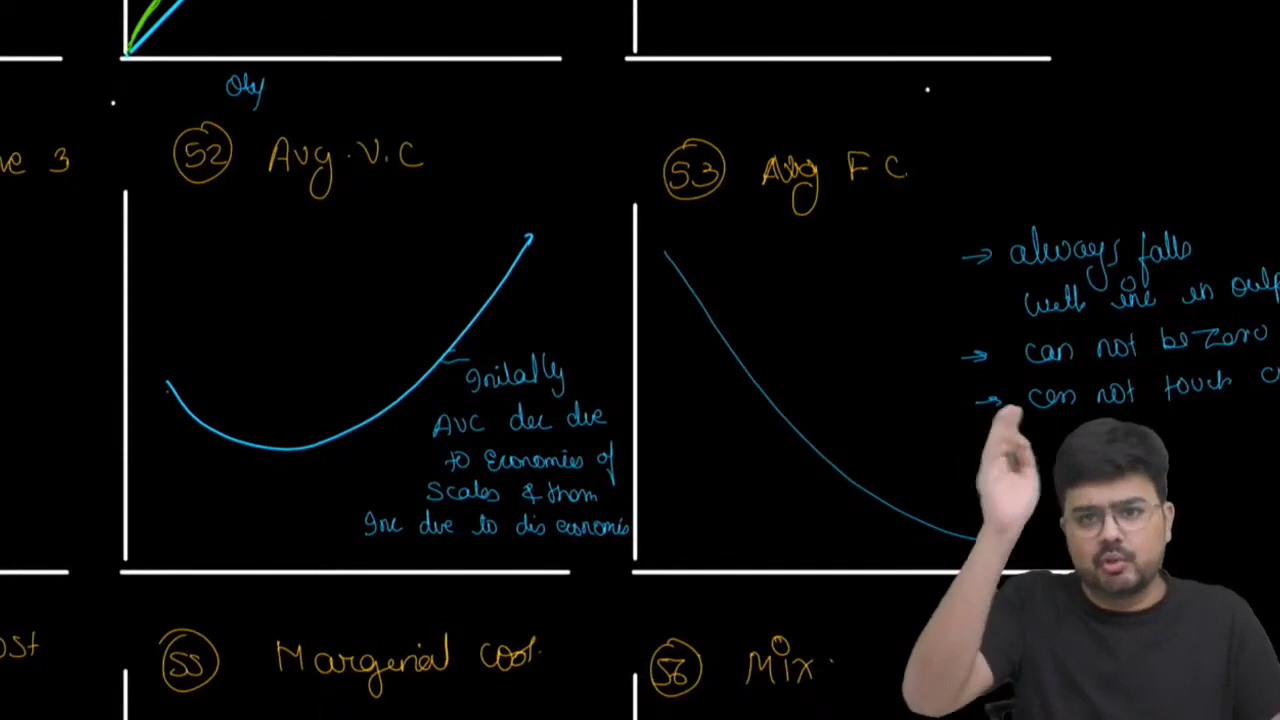 Qty
ve 3
52 Avg. V.C
53 Avg F C
→ always falls
with inc in outp
→ can not be zero
→ can not touch
Initally
AVC dec due
to Economies of
Scales & then
Inc due to dis economis
ost
55 Margenial cost.
56 Mix.